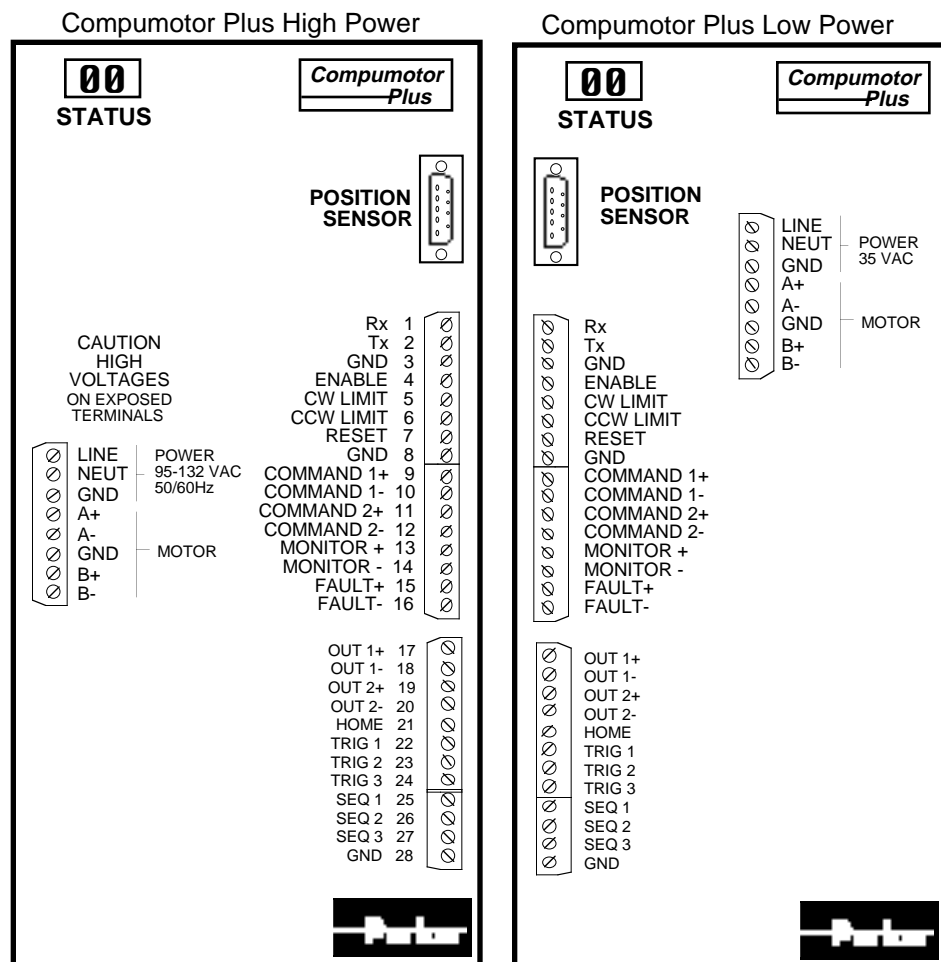 Compumotor Plus High Power
00
STATUS
Compumotor
Plus
POSITION
SENSOR
CAUTION
HIGH
VOLTAGES
ON EXPOSED
TERMINALS
LINE
NEUT
GND
A+
A-
GND
B+
B-
POWER
95-132 VAC
50/60Hz
MOTOR
Rx 1
Tx 2
GND 3
ENABLE 4
CW LIMIT 5
CCW LIMIT 6
RESET 7
GND 8
COMMAND 1+ 9
COMMAND 1- 10
COMMAND 2+ 11
COMMAND 2- 12
MONITOR + 13
MONITOR - 14
FAULT+ 15
FAULT- 16
OUT 1+ 17
OUT 1- 18
OUT 2+ 19
OUT 2- 20
HOME 21
TRIG 1 22
TRIG 2 23
TRIG 3 24
SEQ 1 25
SEQ 2 26
SEQ 3 27
GND 28
Parker
Compumotor Plus Low Power
00
STATUS
Compumotor
Plus
POSITION
SENSOR
LINE
NEUT
GND
A+
A-
GND
B+
B-
POWER
35 VAC
MOTOR
Rx
Tx
GND
ENABLE
CW LIMIT
CCW LIMIT
RESET
GND
COMMAND 1+
COMMAND 1-
COMMAND 2+
COMMAND 2-
MONITOR +
MONITOR -
FAULT+
FAULT-
OUT 1+
OUT 1-
OUT 2+
OUT 2-
HOME
TRIG 1
TRIG 2
TRIG 3
SEQ 1
SEQ 2
SEQ 3
GND
Parker